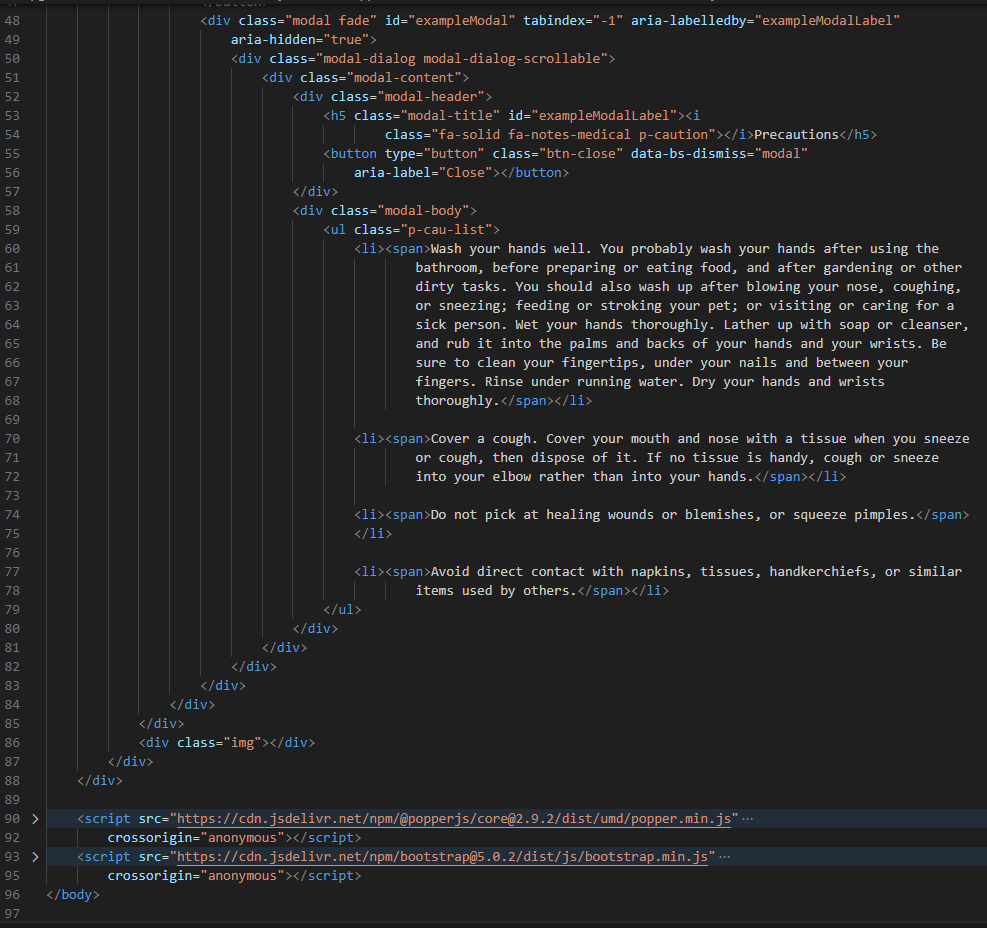 48 <div class="modal fade" id="exampleModal" tabindex="-1" aria-labelledby="exampleModalLabel"
49 aria-hidden="true">
50 <div class="modal-dialog modal-dialog-scrollable">
51 <div class="modal-content">
52 <div class="modal-header">
53 <h5 class="modal-title" id="exampleModalLabel"><i
54 class="fa-solid fa-notes-medical p-caution"></i>Precautions</h5>
55 <button type="button" class="btn-close" data-bs-dismiss="modal"
56 aria-label="Close"></button>
57 </div>
58 <div class="modal-body">
59 <ul class="p-cau-list">
60 <li><span>Wash your hands well. You probably wash your hands after using the
61 bathroom, before preparing or eating food, and after gardening or other
62 dirty tasks. You should also wash up after blowing your nose, coughing,
63 or sneezing; feeding or stroking your pet; or visiting or caring for a
64 sick person. Wet your hands thoroughly. Lather up with soap or cleanser,
65 and rub it into the palms and backs of your hands and your wrists. Be
66 sure to clean your fingertips, under your nails and between your
67 fingers. Rinse under running water. Dry your hands and wrists
68 thoroughly.</span></li>
69
70 <li><span>Cover a cough. Cover your mouth and nose with a tissue when you sneeze
71 or cough, then dispose of it. If no tissue is handy, cough or sneeze
72 into your elbow rather than into your hands.</span></li>
73
74 <li><span>Do not pick at healing wounds or blemishes, or squeeze pimples.</span>
75 </li>
76
77 <li><span>Avoid direct contact with napkins, tissues, handkerchiefs, or similar
78 items used by others.</span></li>
79 </ul>
80 </div>
81 </div>
82 </div>
83 </div>
84 </div>
85 </div>
86 <div class="img"></div>
87 </div>
88 </div>
89
90 <script src="https://cdn.jsdelivr.net/npm/@popperjs/core@2.9.2/dist/umd/popper.min.js" ...
92 crossorigin="anonymous"></script>
93 <script src="https://cdn.jsdelivr.net/npm/bootstrap@5.0.2/dist/js/bootstrap.min.js" ...
95 crossorigin="anonymous"></script>
96 </body>
97